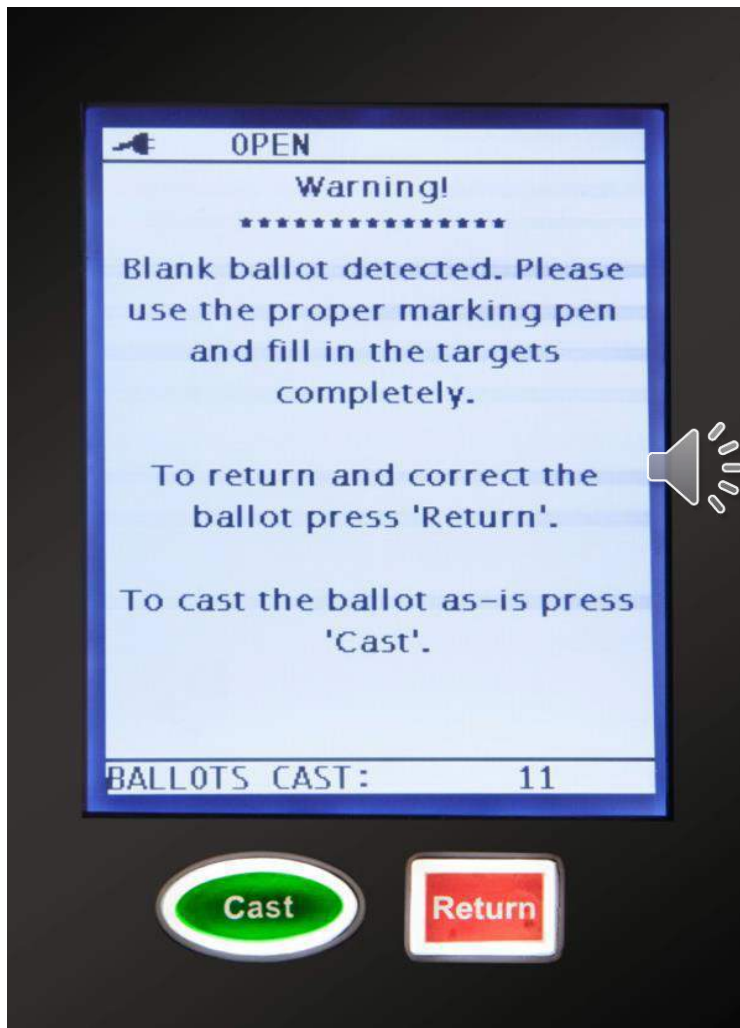 OPEN
Warning!
***************
Blank ballot detected. Please
use the proper marking pen
and fill in the targets
completely.
To return and correct the
ballot press 'Return'.
To cast the ballot as-is press
'Cast'.
BALLOTS CAST: 11
Cast
Return